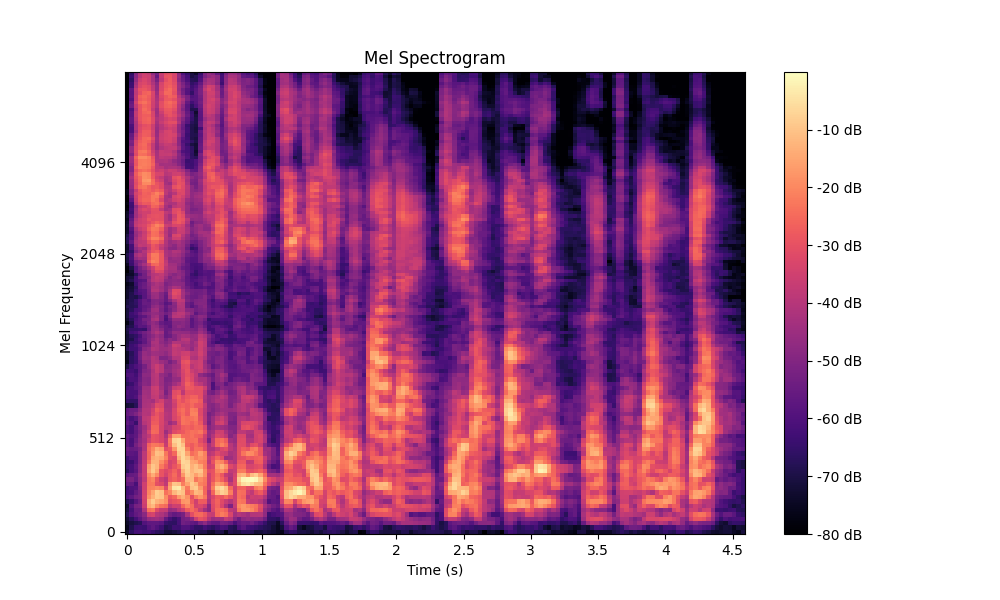 Mel Spectrogram
Mel Frequency
4096
2048
1024
512
0
0 0.5 1 1.5 2 2.5 3 3.5 4 4.5
Time (s)
-10 dB
-20 dB
-30 dB
-40 dB
-50 dB
-60 dB
-70 dB
-80 dB